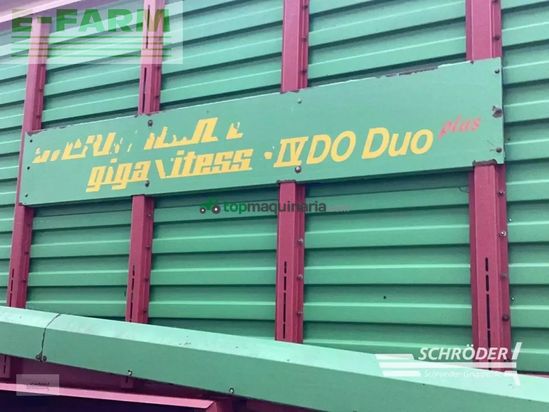 E-FARM
giga vitess · IV DO Duo plus
topmaquinaria
SCHRÖDER